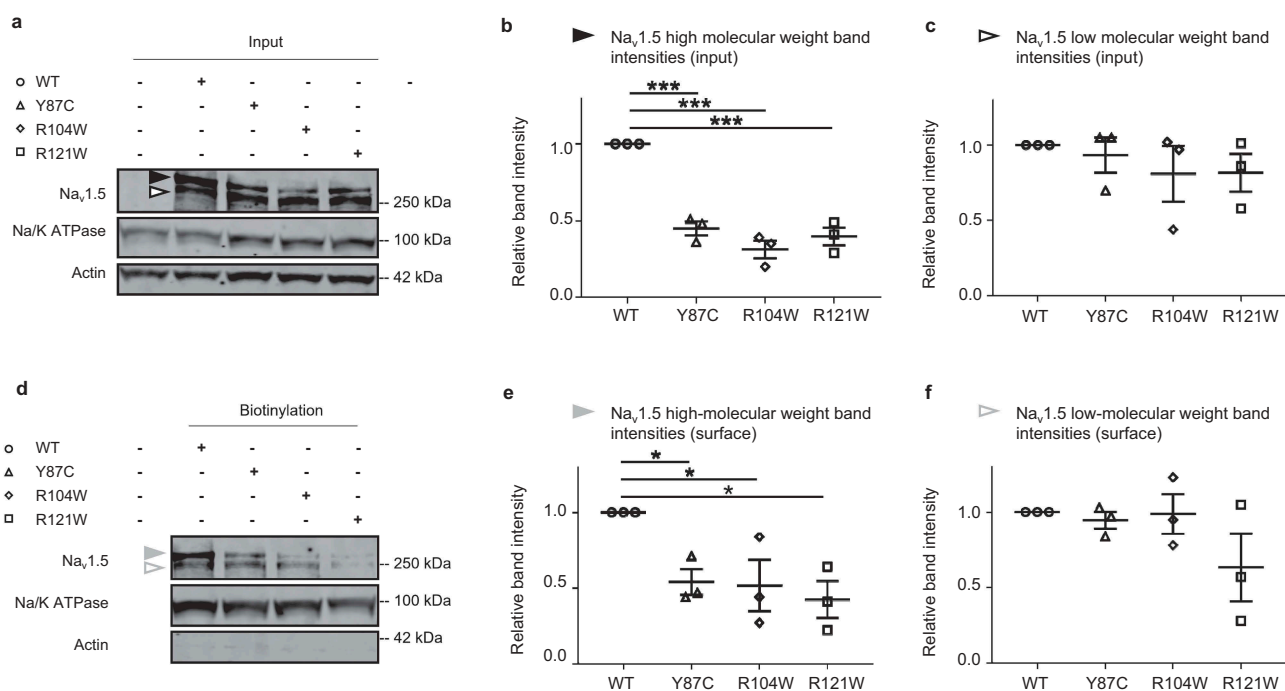 a
Input
WT - + - - - -
Y87C - - + - -
R104W - - - + -
R121W - - - - +
Nav1.5
-- 250 kDa
Na/K ATPase
-- 100 kDa
Actin
-- 42 kDa
b
Nav1.5 high molecular weight band
intensities (input)
***
***
***
Relative band intensity
1.0
0.5
0.0
WT Y87C R104W R121W
c
Nav1.5 low molecular weight band
intensities (input)
Relative band intensity
1.0
0.5
0.0
WT Y87C R104W R121W
d
Biotinylation
WT - + - - -
Y87C - - + - -
R104W - - - + -
R121W - - - - +
Nav1.5
-- 250 kDa
Na/K ATPase
-- 100 kDa
Actin
-- 42 kDa
e
Nav1.5 high-molecular weight band
intensities (surface)
*
*
*
Relative band intensity
1.0
0.5
0.0
WT Y87C R104W R121W
f
Nav1.5 low-molecular weight band
intensities (surface)
Relative band intensity
1.0
0.5
0.0
WT Y87C R104W R121W